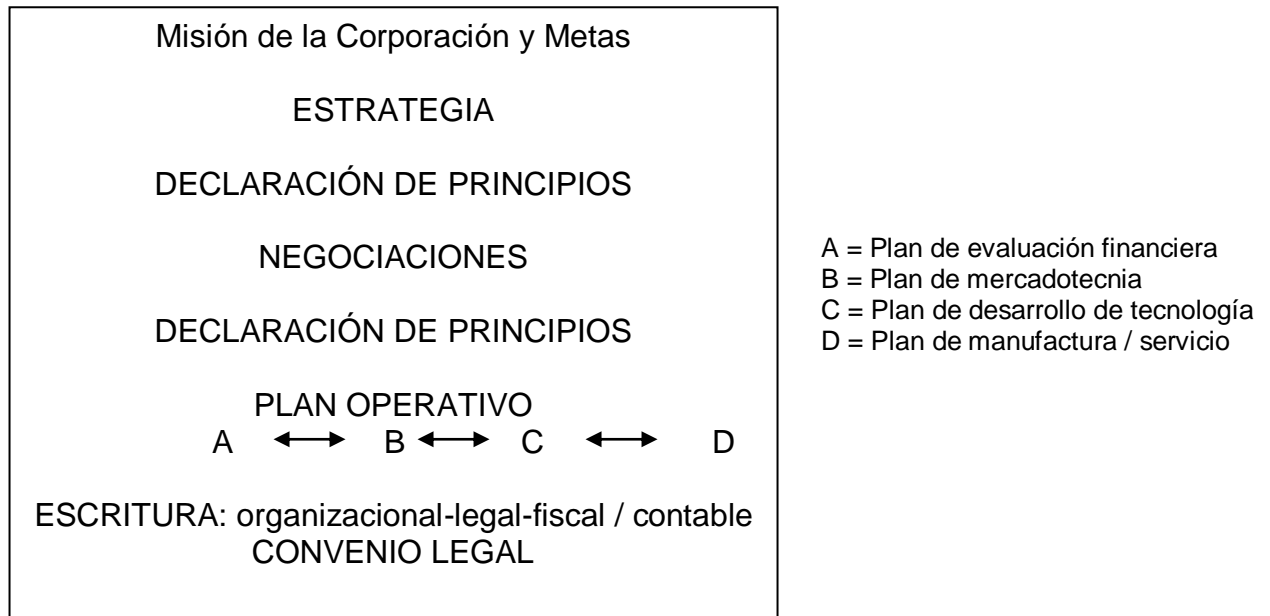 Misión de la Corporación y Metas
ESTRATEGIA
DECLARACIÓN DE PRINCIPIOS
NEGOCIACIONES
DECLARACIÓN DE PRINCIPIOS
PLAN OPERATIVO
A B C D
ESCRITURA: organizacional-legal-fiscal / contable
CONVENIO LEGAL
A = Plan de evaluación financiera
B = Plan de mercadotecnia
C = Plan de desarrollo de tecnología
D = Plan de manufactura / servicio